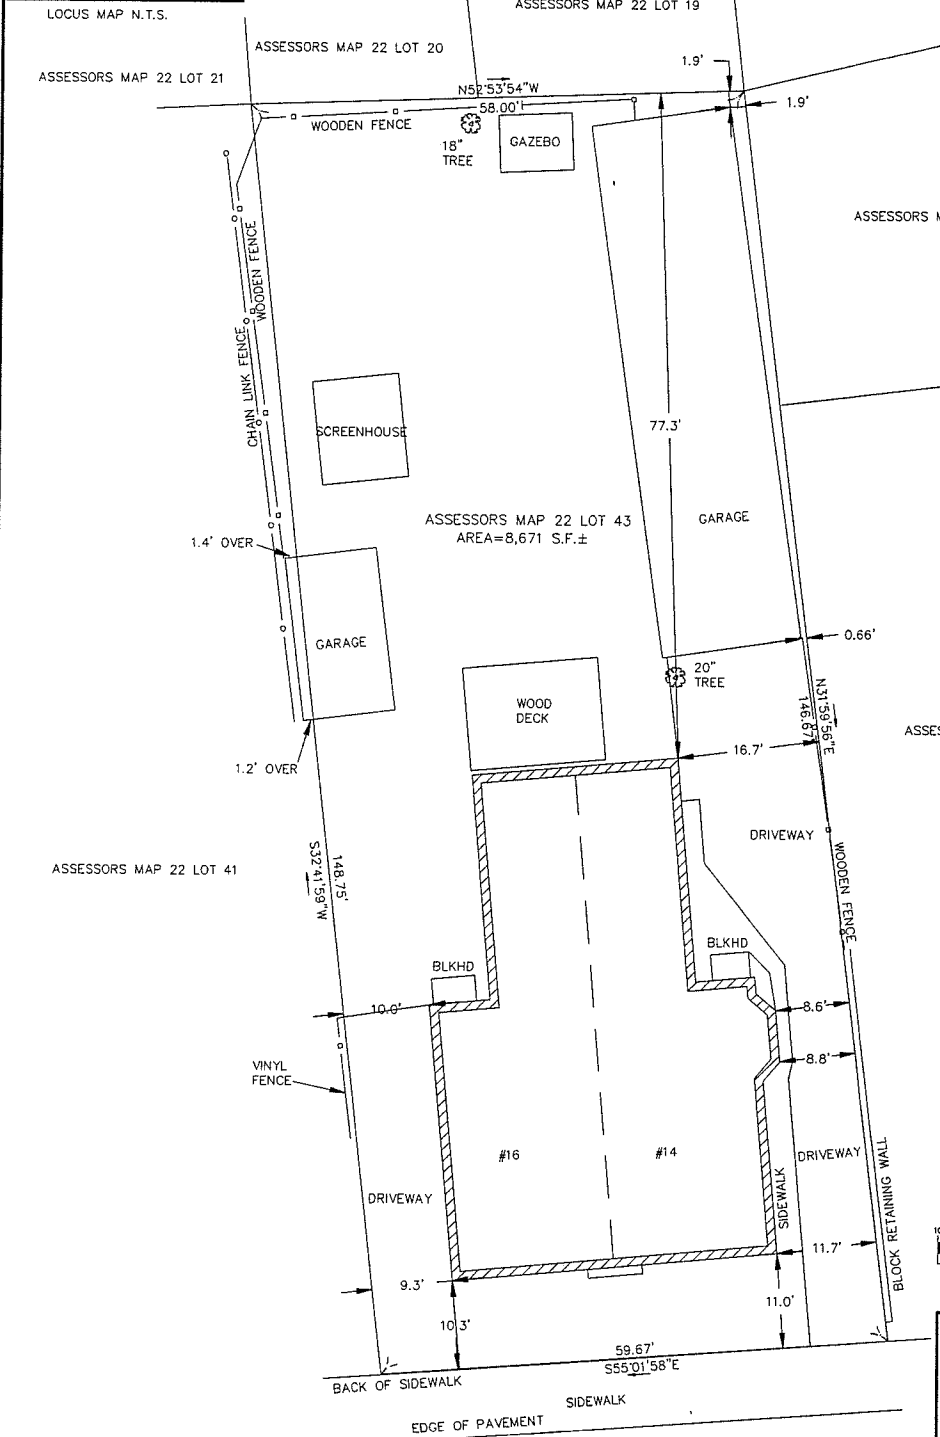 LOCUS MAP N.T.S.
ASSESSORS MAP 22 LOT 19
ASSESSORS MAP 22 LOT 20
ASSESSORS MAP 22 LOT 21
1.9'
N52°53'54"W
58.00'
1.9'
WOODEN FENCE
18"
TREE
GAZEBO
ASSESSORS
WOODEN FENCE
CHAIN LINK FENCE
SCREENHOUSE
77.3'
ASSESSORS MAP 22 LOT 43
AREA=8,671 S.F.±
GARAGE
1.4' OVER
GARAGE
0.66'
20"
TREE
N31°59'56"E
146.67'
WOOD
DECK
16.7'
1.2' OVER
DRIVEWAY
WOODEN FENCE
ASSESSORS MAP 22 LOT 41
148.75'
S32°41'59"W
BLKHD
BLKHD
10.0'
8.6'
8.8'
VINYL
FENCE
#16
#14
DRIVEWAY
DRIVEWAY
SIDEWALK
BLOCK RETAINING WALL
11.7'
9.3'
10.3'
11.0'
59.67'
S55°01'58"E
BACK OF SIDEWALK
SIDEWALK
EDGE OF PAVEMENT